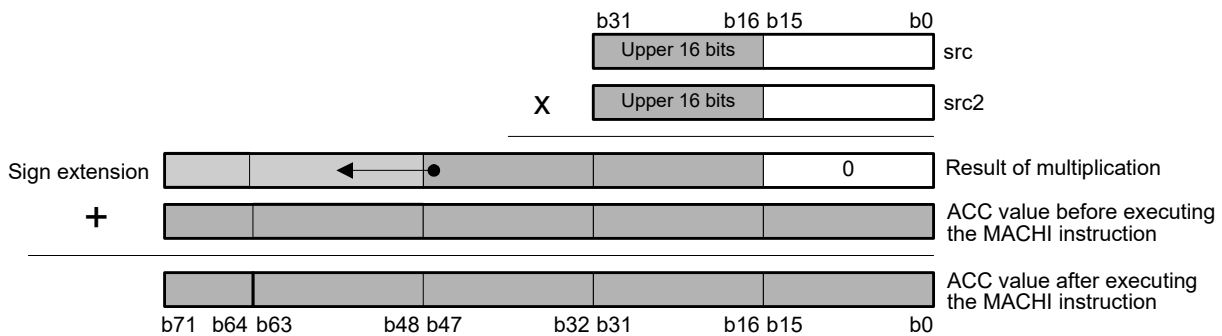 b31 b16 b15 b0
Upper 16 bits src
X Upper 16 bits src2
Sign extension 0 Result of multiplication
+ ACC value before executing
the MACHI instruction
ACC value after executing
the MACHI instruction
b71 b64 b63 b48 b47 b32 b31 b16 b15 b0